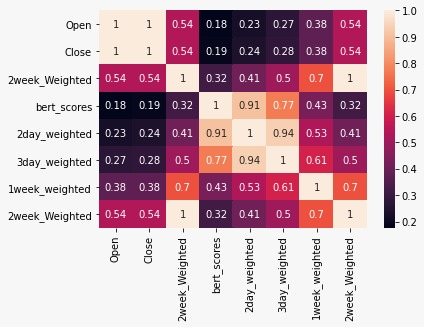 Open 1 1 0.54 0.18 0.23 0.27 0.38 0.54
Close 1 1 0.54 0.19 0.24 0.28 0.38 0.54
2week_Weighted 0.54 0.54 1 0.32 0.41 0.5 0.7 1
bert_scores 0.18 0.19 0.32 1 0.91 0.77 0.43 0.32
2day_weighted 0.23 0.24 0.41 0.91 1 0.94 0.53 0.41
3day_weighted 0.27 0.28 0.5 0.77 0.94 1 0.61 0.5
1week_weighted 0.38 0.38 0.7 0.43 0.53 0.61 1 0.7
2week_Weighted 0.54 0.54 1 0.32 0.41 0.5 0.7 1
Open
Close
2week_Weighted
bert_scores
2day_weighted
3day_weighted
1week_weighted
2week_Weighted
1.0
0.9
0.8
0.7
0.6
0.5
0.4
0.3
0.2